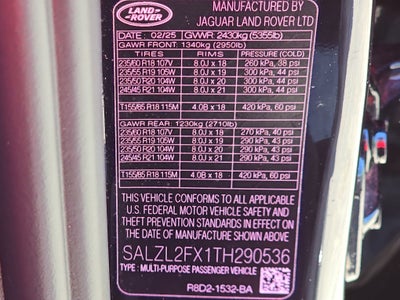 LAND-
ROVER
MANUFACTURED BY
JAGUAR LAND ROVER LTD
DATE: 02/25 GVWR 2430kg (5355lb)
GAWR FRONT: 1340kg (2950lb)
TIRES RIMS PRESSURE (COLD)
235/60 R18 107V 8.0J x 18 260 kPa, 38 psi
235/55 R19 105W 8.0J x 19 300 kPa, 44 psi
235/50 R20 104W 8.0J x 20 300 kPa, 44 psi
245/45 R21 104W 8.0J x 21 300 kPa, 44 psi
T155/85 R18 115M 4.0B x 18 420 kPa, 60 psi
GAWR REAR: 1230kg (2710lb)
235/60 R18 107V 8.0J x 18 270 kPa, 40 psi
235/55 R19 105W 8.0J x 19 290 kPa, 43 psi
235/50 R20 104W 8.0J x 20 290 kPa, 43 psi
245/45 R21 104W 8.0J x 21 290 kPa, 43 psi
T155/85 R18 115M 4.0B x 18 420 kPa, 60 psi
THIS VEHICLE CONFORMS TO ALL APPLICABLE
U.S. FEDERAL MOTOR VEHICLE SAFETY AND
THEFT PREVENTION STANDARDS IN EFFECT ON
THE DATE OF MANUFACTURE SHOWN ABOVE.
SALZL2FX1TH290536
TYPE: MULTI-PURPOSE PASSENGER VEHICLE
R8D2-1532-BA